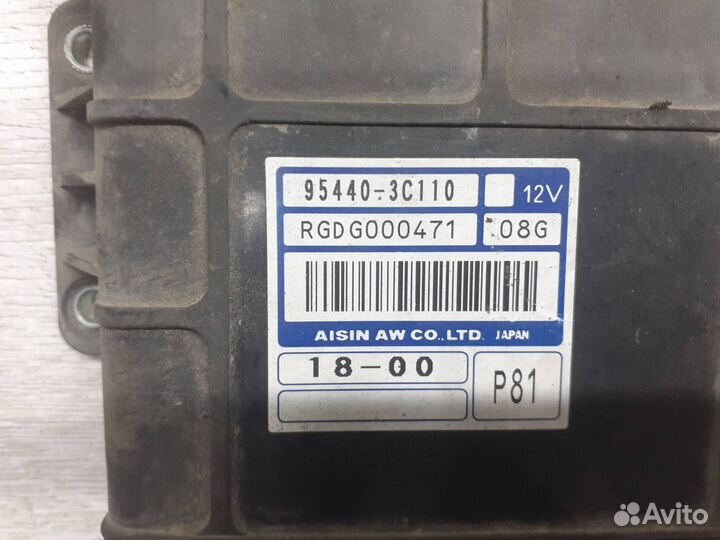 95440-3C110 12V
RGDG000471 08G
AISIN AW CO.,LTD. JAPAN
18-00
P81
Avito